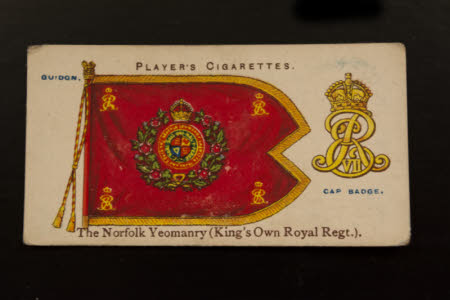 PLAYER'S CIGARETTES.
GUIDON.
CAP BADGE.
The Norfolk Yeomanry (King's Own Royal Regt.).